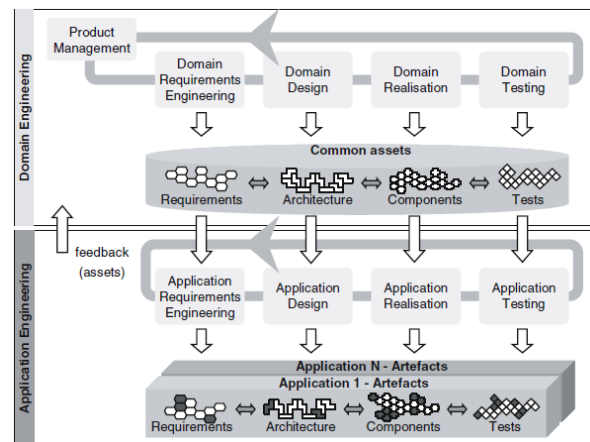 Domain Engineering
Product
Management
Domain
Requirements
Engineering
Domain
Design
Domain
Realisation
Domain
Testing
Common assets
Requirements
Architecture
Components
Tests
feedback
(assets)
Application Engineering
Application
Requirements
Engineering
Application
Design
Application
Realisation
Application
Testing
Application N - Artefacts
Application 1 - Artefacts
Requirements
Architecture
Components
Tests